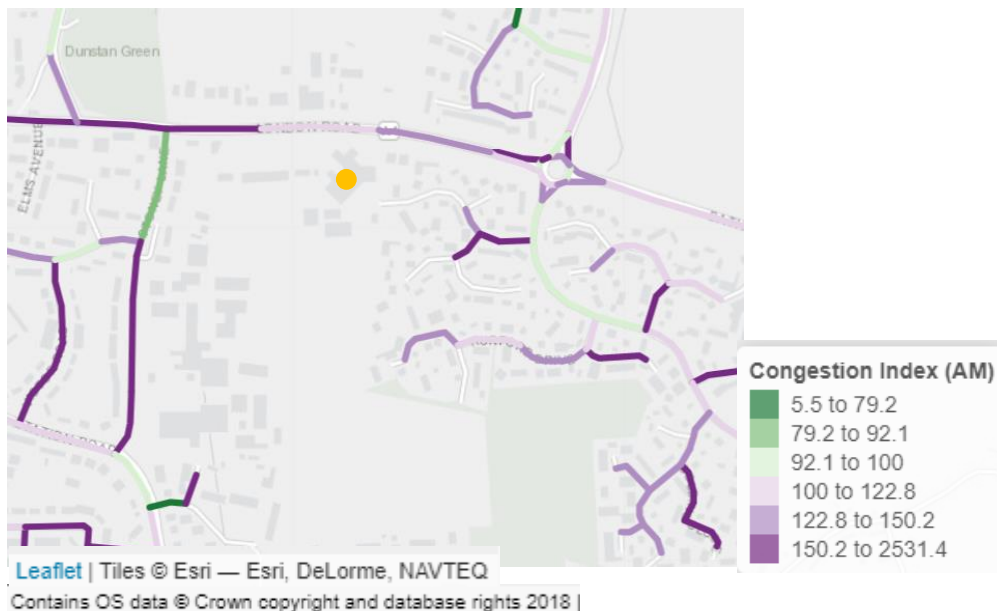 Dunstan Green
ELMS AVENUE
Congestion Index (AM)
5.5 to 79.2
79.2 to 92.1
92.1 to 100
100 to 122.8
122.8 to 150.2
150.2 to 2531.4
Leaflet | Tiles © Esri — Esri, DeLorme, NAVTEQ
Contains OS data © Crown copyright and database rights 2018 |